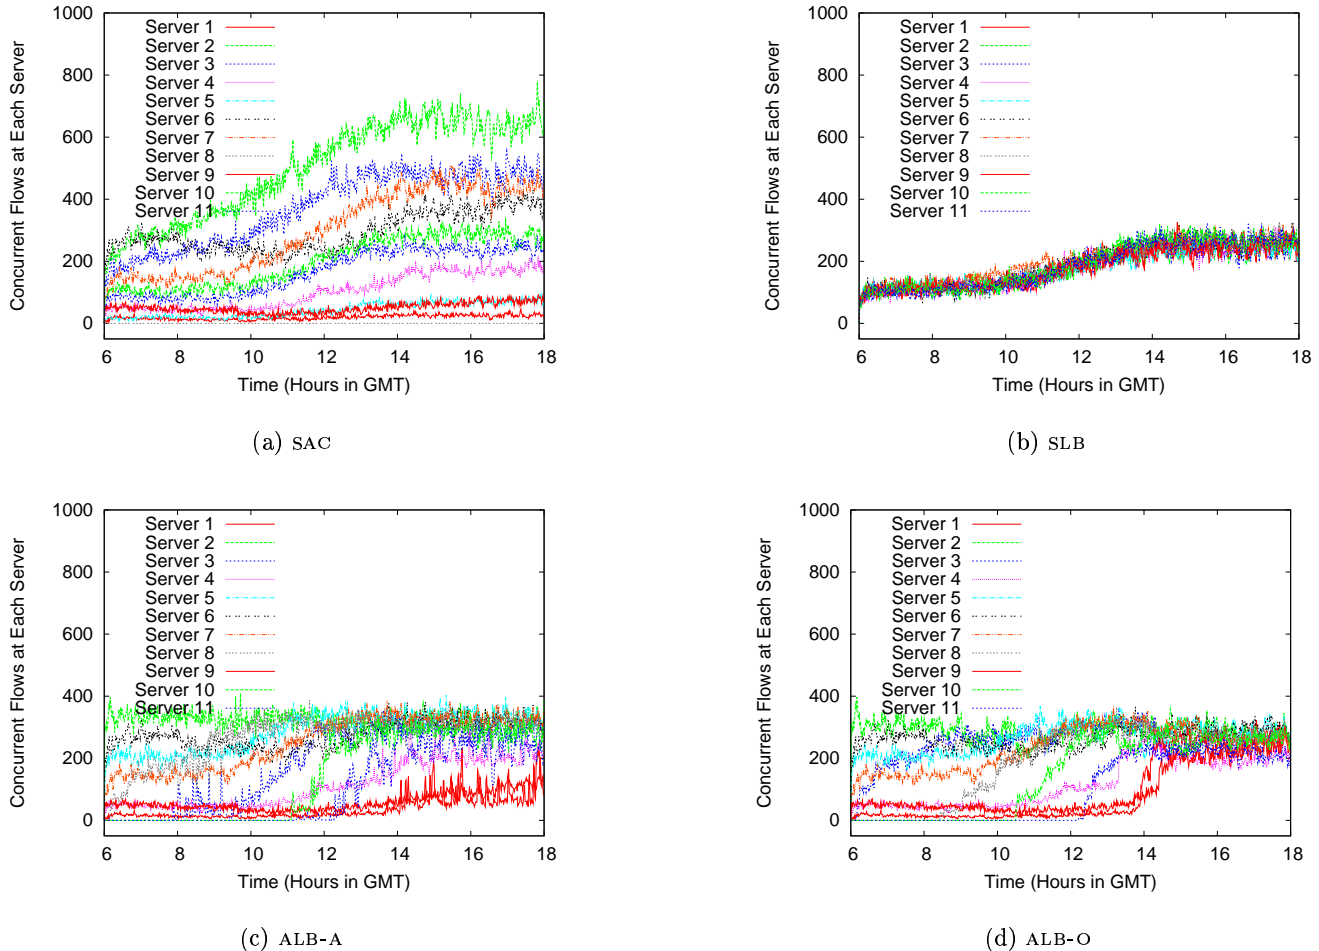 1000
800
600
400
200
0
6 8 10 12 14 16 18
Concurrent Flows at Each Server
Time (Hours in GMT)
Server 1
Server 2
Server 3
Server 4
Server 5
Server 6
Server 7
Server 8
Server 9
Server 10
Server 11
(a) SAC
1000
800
600
400
200
0
6 8 10 12 14 16 18
Concurrent Flows at Each Server
Time (Hours in GMT)
Server 1
Server 2
Server 3
Server 4
Server 5
Server 6
Server 7
Server 8
Server 9
Server 10
Server 11
(b) SLB
1000
800
600
400
200
0
6 8 10 12 14 16 18
Concurrent Flows at Each Server
Time (Hours in GMT)
Server 1
Server 2
Server 3
Server 4
Server 5
Server 6
Server 7
Server 8
Server 9
Server 10
Server 11
(c) ALB-A
1000
800
600
400
200
0
6 8 10 12 14 16 18
Concurrent Flows at Each Server
Time (Hours in GMT)
Server 1
Server 2
Server 3
Server 4
Server 5
Server 6
Server 7
Server 8
Server 9
Server 10
Server 11
(d) ALB-O